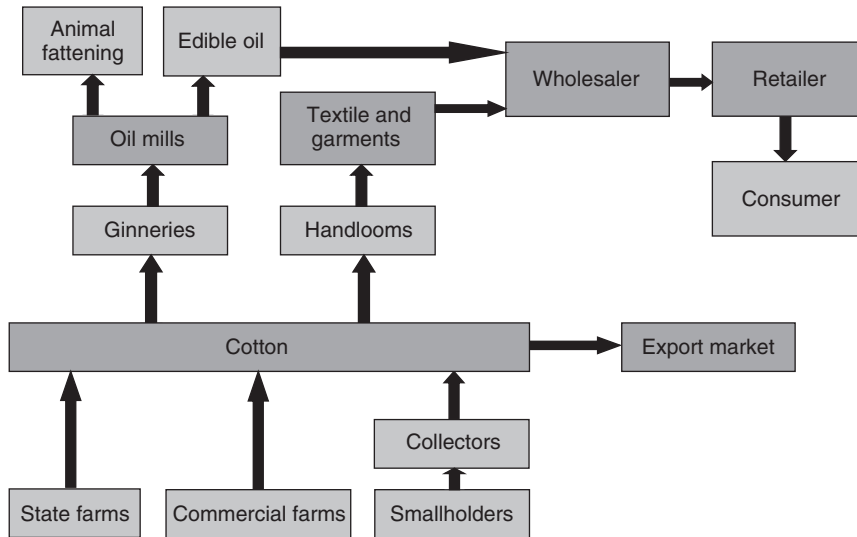 Animal
fattening
Edible oil
Wholesaler
Retailer
Textile and
garments
Oil mills
Consumer
Ginneries
Handlooms
Cotton
Export market
Collectors
State farms
Commercial farms
Smallholders